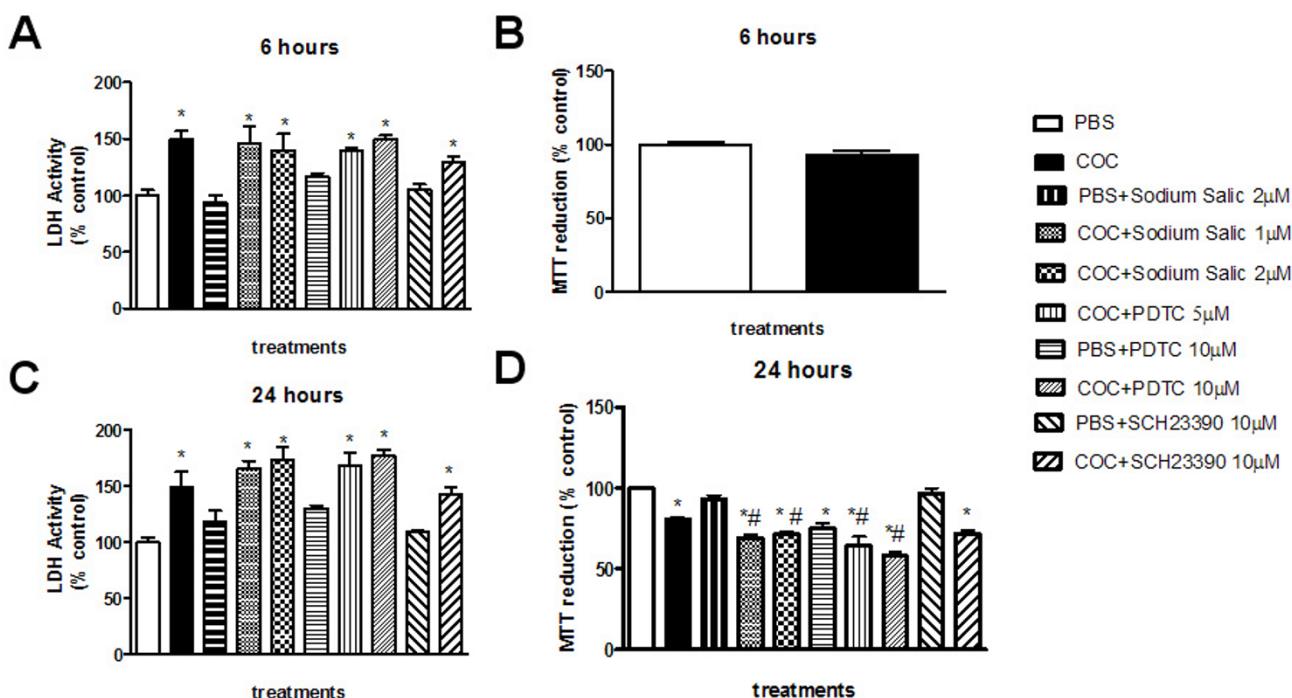 A
6 hours
LDH Activity
(% control)
200
150
100
50
0
* * * * * *
treatments
B
6 hours
MTT reduction (% control)
150
100
50
0
treatments
C
24 hours
LDH Activity
(% control)
200
150
100
50
0
* * * * * *
treatments
D
24 hours
MTT reduction (% control)
150
100
50
0
* *# * # * *# *# *
treatments
PBS
COC
PBS+Sodium Salic 2µM
COC+Sodium Salic 1µM
COC+Sodium Salic 2µM
COC+PDTC 5µM
PBS+PDTC 10µM
COC+PDTC 10µM
PBS+SCH23390 10µM
COC+SCH23390 10µM